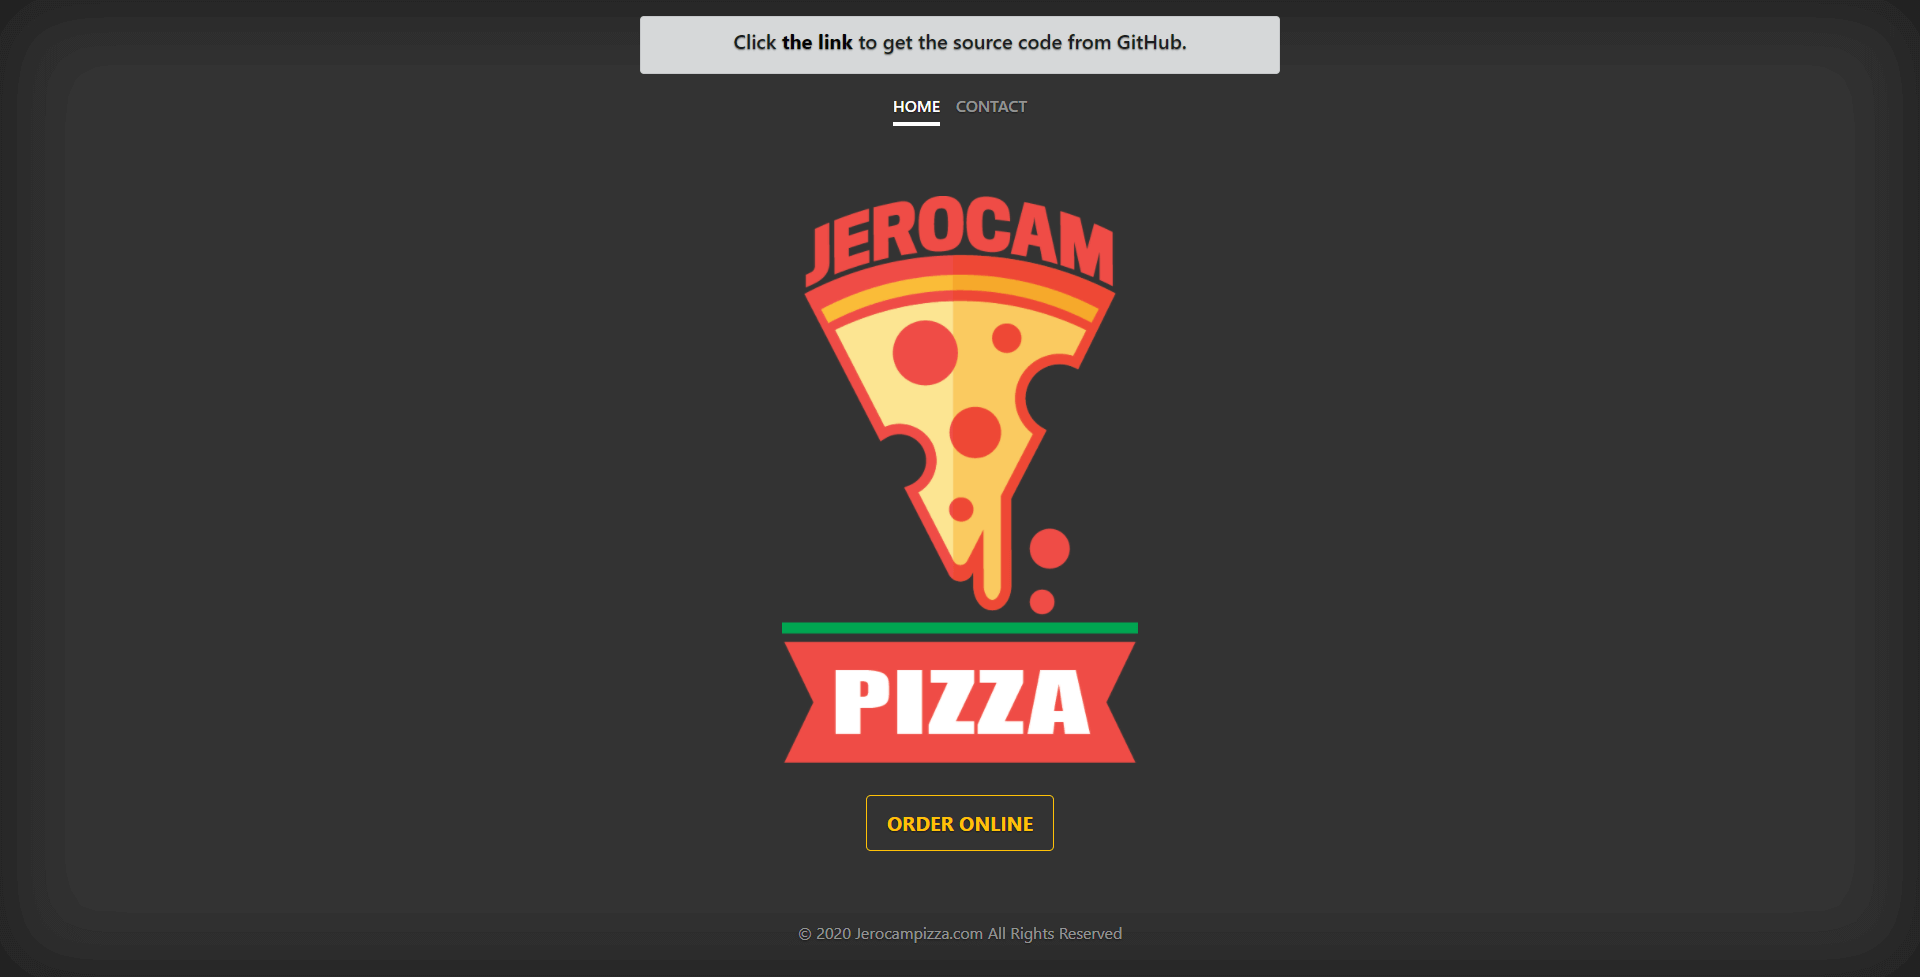 Click the link to get the source code from GitHub.
HOME CONTACT
JEROCAM
PIZZA
ORDER ONLINE
© 2020 Jerocampizza.com All Rights Reserved